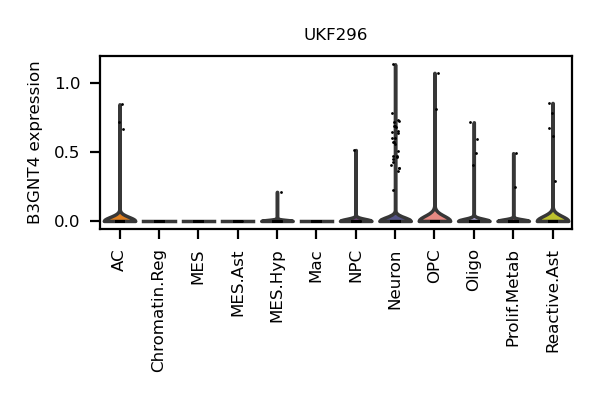 UKF296
B3GNT4 expression
1.0
0.5
0.0
AC
Chromatin.Reg
MES
MES.Ast
MES.Hyp
Mac
NPC
Neuron
OPC
Oligo
Prolif.Metab
Reactive.Ast